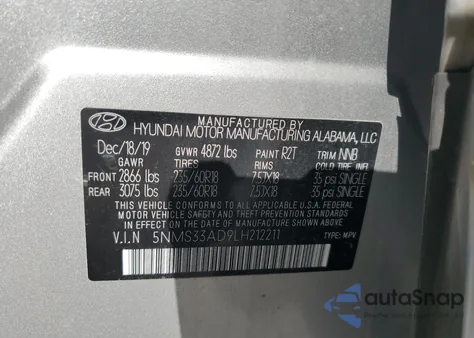 MANUFACTURED BY
HYUNDAI MOTOR MANUFACTURING ALABAMA, LLC
Dec/18/19 GVWR 4872 lbs PAINT R2T TRIM NNB
GAWR TIRES RIMS COLD TIRE INR
FRONT 2866 lbs 235/60R18 7.5JX18 35 psi SINGLE
REAR 3075 lbs 235/60R18 7.5JX18 35 psi SINGLE
THIS VEHICLE CONFORMS TO ALL APPLICABLE U.S. FEDERAL
MOTOR VEHICLE SAFETY AND THEFT PREVENTION STANDARDS
IN EFFECT ON THE DATE OF MANUFACTURE SHOWN ABOVE.
V.I.N 5NMS33AD9LH212211 TYPE: MPV
autoSnap